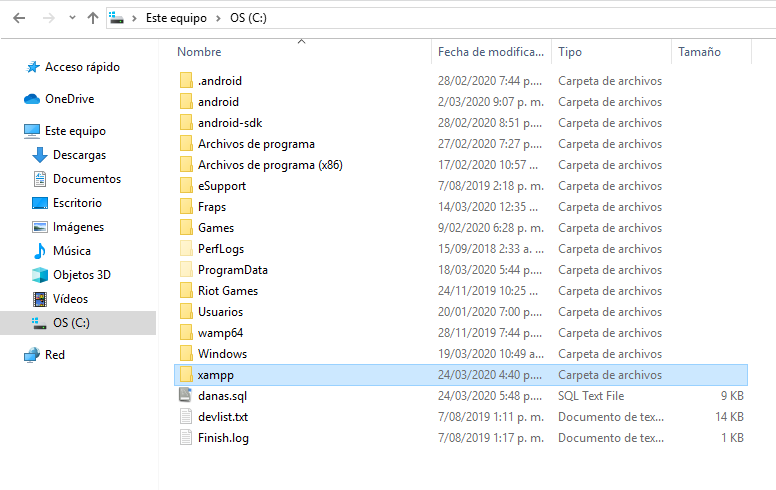 Este equipo > OS (C:)
Nombre Fecha de modifica... Tipo Tamaño
Acceso rápido
OneDrive
Este equipo
Descargas
Documentos
Escritorio
Imágenes
Música
Objetos 3D
Vídeos
OS (C:)
Red
.android 28/02/2020 7:44 p.... Carpeta de archivos
android 2/03/2020 9:07 p. m. Carpeta de archivos
android-sdk 28/02/2020 8:51 p.... Carpeta de archivos
Archivos de programa 27/02/2020 7:27 p.... Carpeta de archivos
Archivos de programa (x86) 17/02/2020 10:57 ... Carpeta de archivos
eSupport 7/08/2019 2:18 p. m. Carpeta de archivos
Fraps 14/03/2020 12:35 ... Carpeta de archivos
Games 9/02/2020 6:28 p. m. Carpeta de archivos
PerfLogs 15/09/2018 2:33 a. ... Carpeta de archivos
ProgramData 18/03/2020 5:44 p.... Carpeta de archivos
Riot Games 24/11/2019 10:25 ... Carpeta de archivos
Usuarios 20/01/2020 7:00 p.... Carpeta de archivos
wamp64 28/11/2019 7:44 p.... Carpeta de archivos
Windows 19/03/2020 10:49 a... Carpeta de archivos
xampp 24/03/2020 4:40 p.... Carpeta de archivos
danas.sql 24/03/2020 5:48 p.... SQL Text File 9 KB
devlist.txt 7/08/2019 1:11 p. m. Documento de tex... 14 KB
Finish.log 7/08/2019 1:17 p. m. Documento de tex... 1 KB